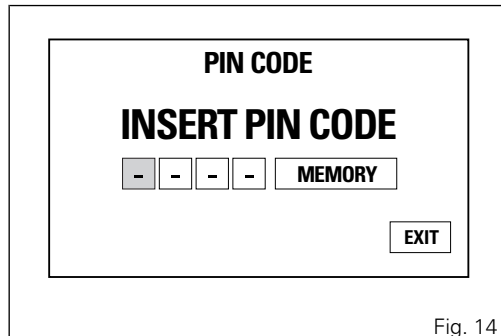 PIN CODE
INSERT PIN CODE
- - - - MEMORY
EXIT
Fig. 14